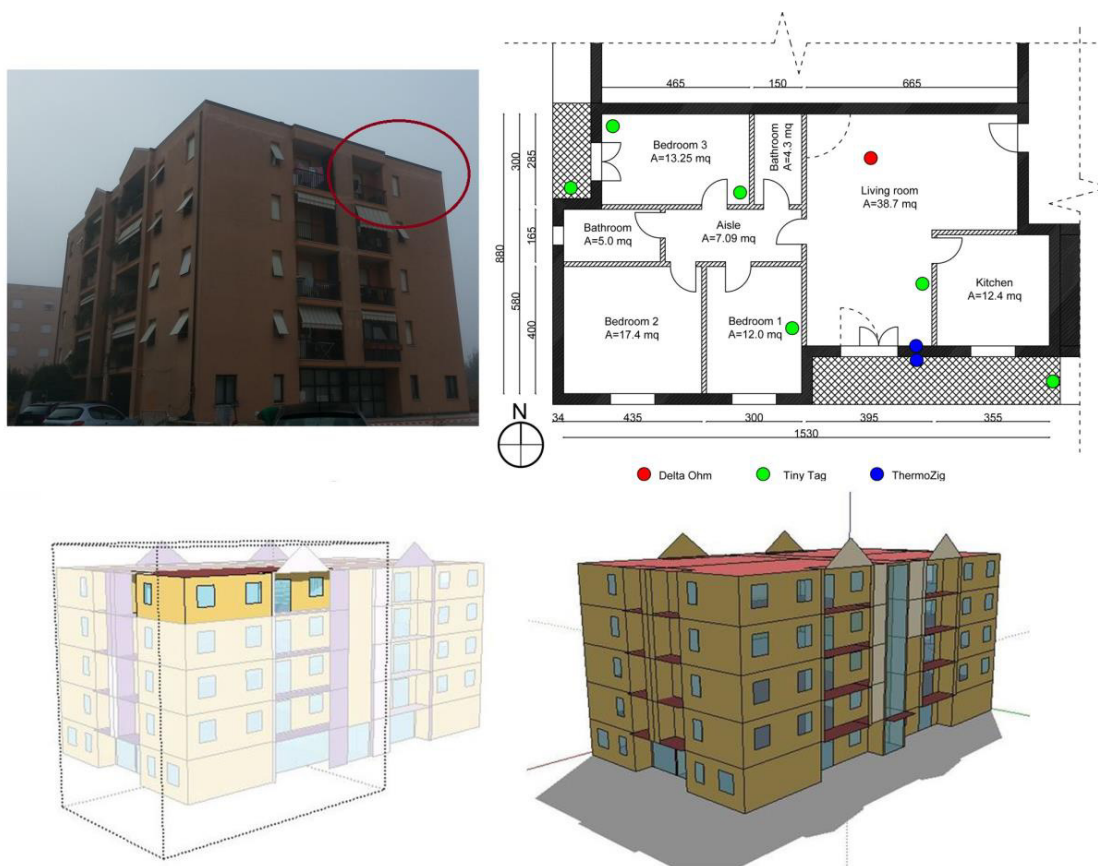 465
150
665
300
285
880
165
580
400
Bedroom 3
A=13.25 mq
Bathroom
A=4.3 mq
Living room
A=38.7 mq
Bathroom
A=5.0 mq
Aisle
A=7.09 mq
Kitchen
A=12.4 mq
Bedroom 2
A=17.4 mq
Bedroom 1
A=12.0 mq
34
435
300
395
355
1530
N
Delta Ohm
Tiny Tag
ThermoZig